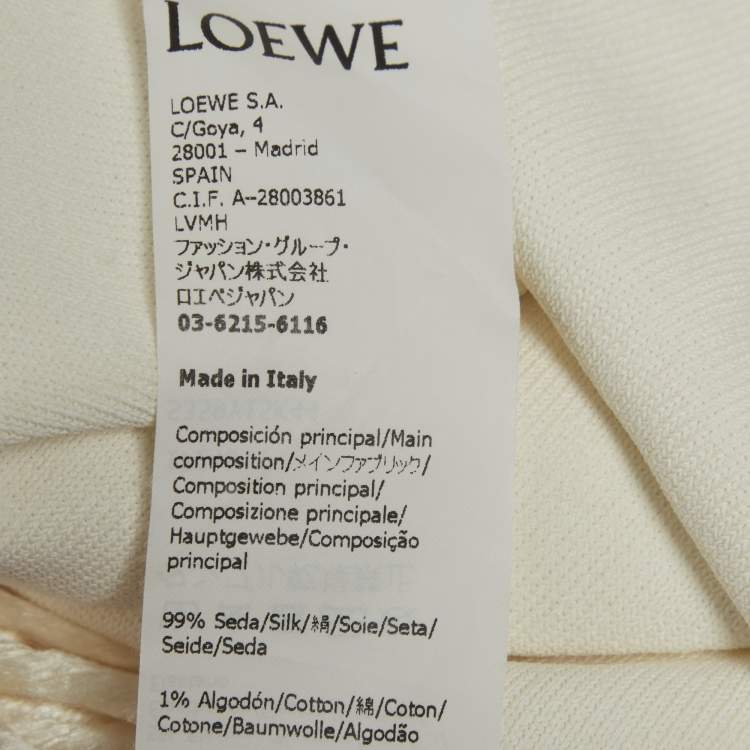 LOEWE
LOEWE S.A.
C/Goya, 4
28001 – Madrid
SPAIN
C.I.F. A--28003861
LVMH
ファッション・グループ・
ジャパン株式会社
ロエベジャパン
03-6215-6116
Made in Italy
Composición principal/Main
composition/メインファブリック/
Composition principal/
Composizione principale/
Hauptgewebe/Composição
principal
99% Seda/Silk/絹/Soie/Seta/
Seide/Seda
1% Algodón/Cotton/綿/Coton/
Cotone/Baumwolle/Algodão